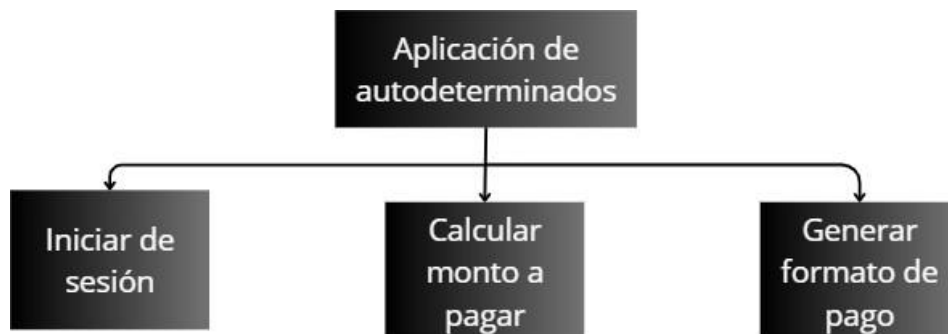 Aplicación de
autodeterminados
Iniciar de
sesión
Calcular
monto a
pagar
Generar
formato de
pago